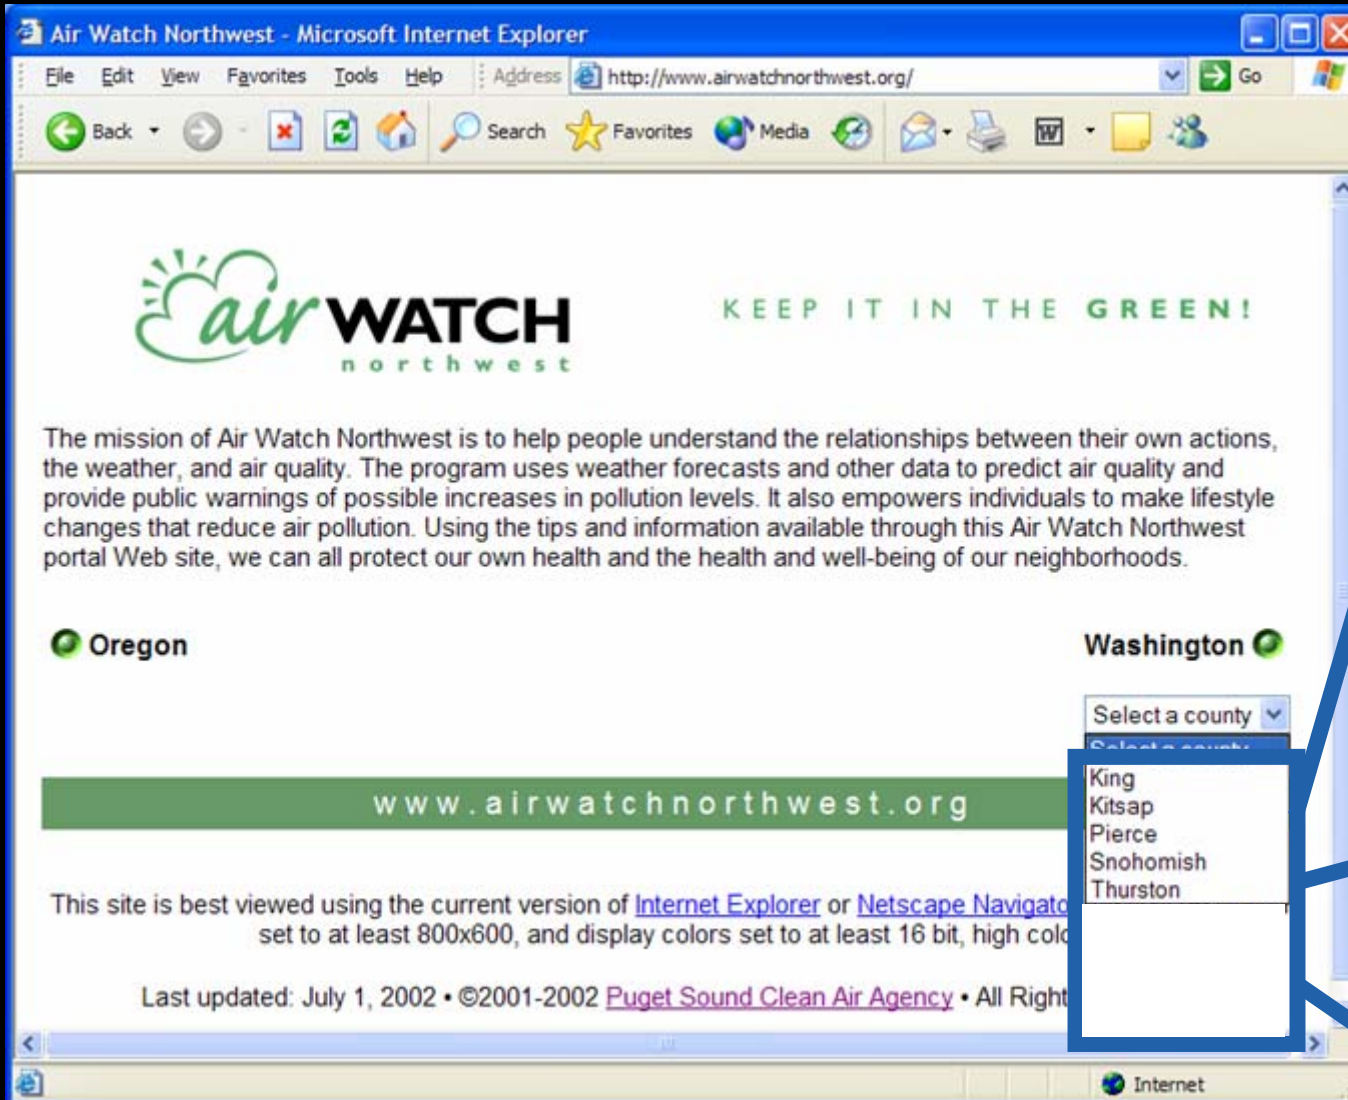 Air Watch Northwest - Microsoft Internet Explorer
File Edit View Favorites Tools Help Address http://www.airwatchnorthwest.org/ Go
Back Search Favorites Media
air WATCH
northwest
KEEP IT IN THE GREEN!
The mission of Air Watch Northwest is to help people understand the relationships between their own actions,
the weather, and air quality. The program uses weather forecasts and other data to predict air quality and
provide public warnings of possible increases in pollution levels. It also empowers individuals to make lifestyle
changes that reduce air pollution. Using the tips and information available through this Air Watch Northwest
portal Web site, we can all protect our own health and the health and well-being of our neighborhoods.
Oregon
Washington
Select a county
Select a county
King
Kitsap
Pierce
Snohomish
Thurston
www.airwatchnorthwest.org
This site is best viewed using the current version of Internet Explorer or Netscape
set to at least 800x600, and display colors set to at least 16 bit, high
Last updated: July 1, 2002 • ©2001-2002 Puget Sound Clean Air Agency • All
Internet